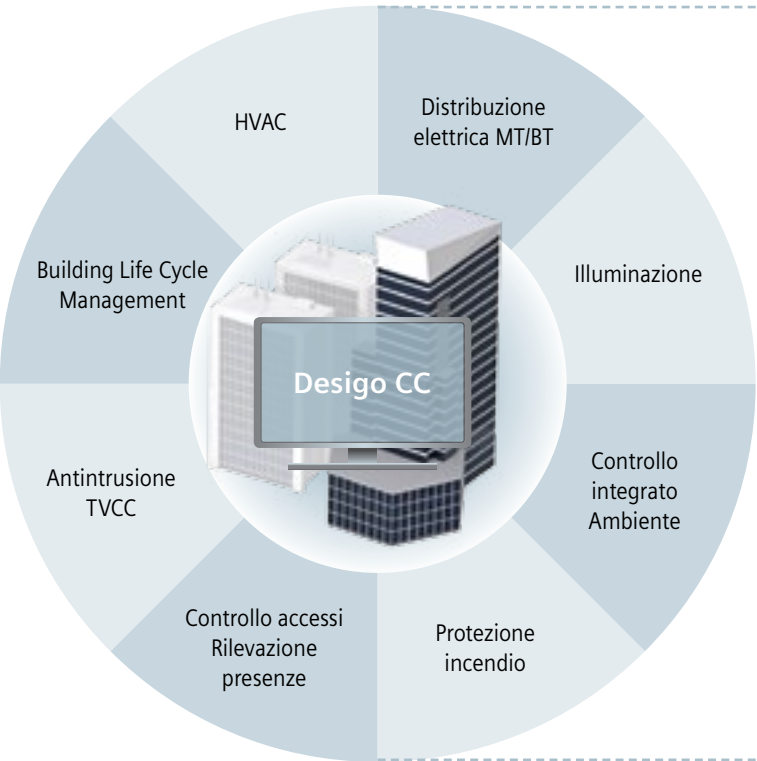 HVAC
Distribuzione
elettrica MT/BT
Building Life Cycle
Management
Illuminazione
Desigo CC
Antintrusione
TVCC
Controllo
integrato
Ambiente
Controllo accessi
Rilevazione
presenze
Protezione
incendio